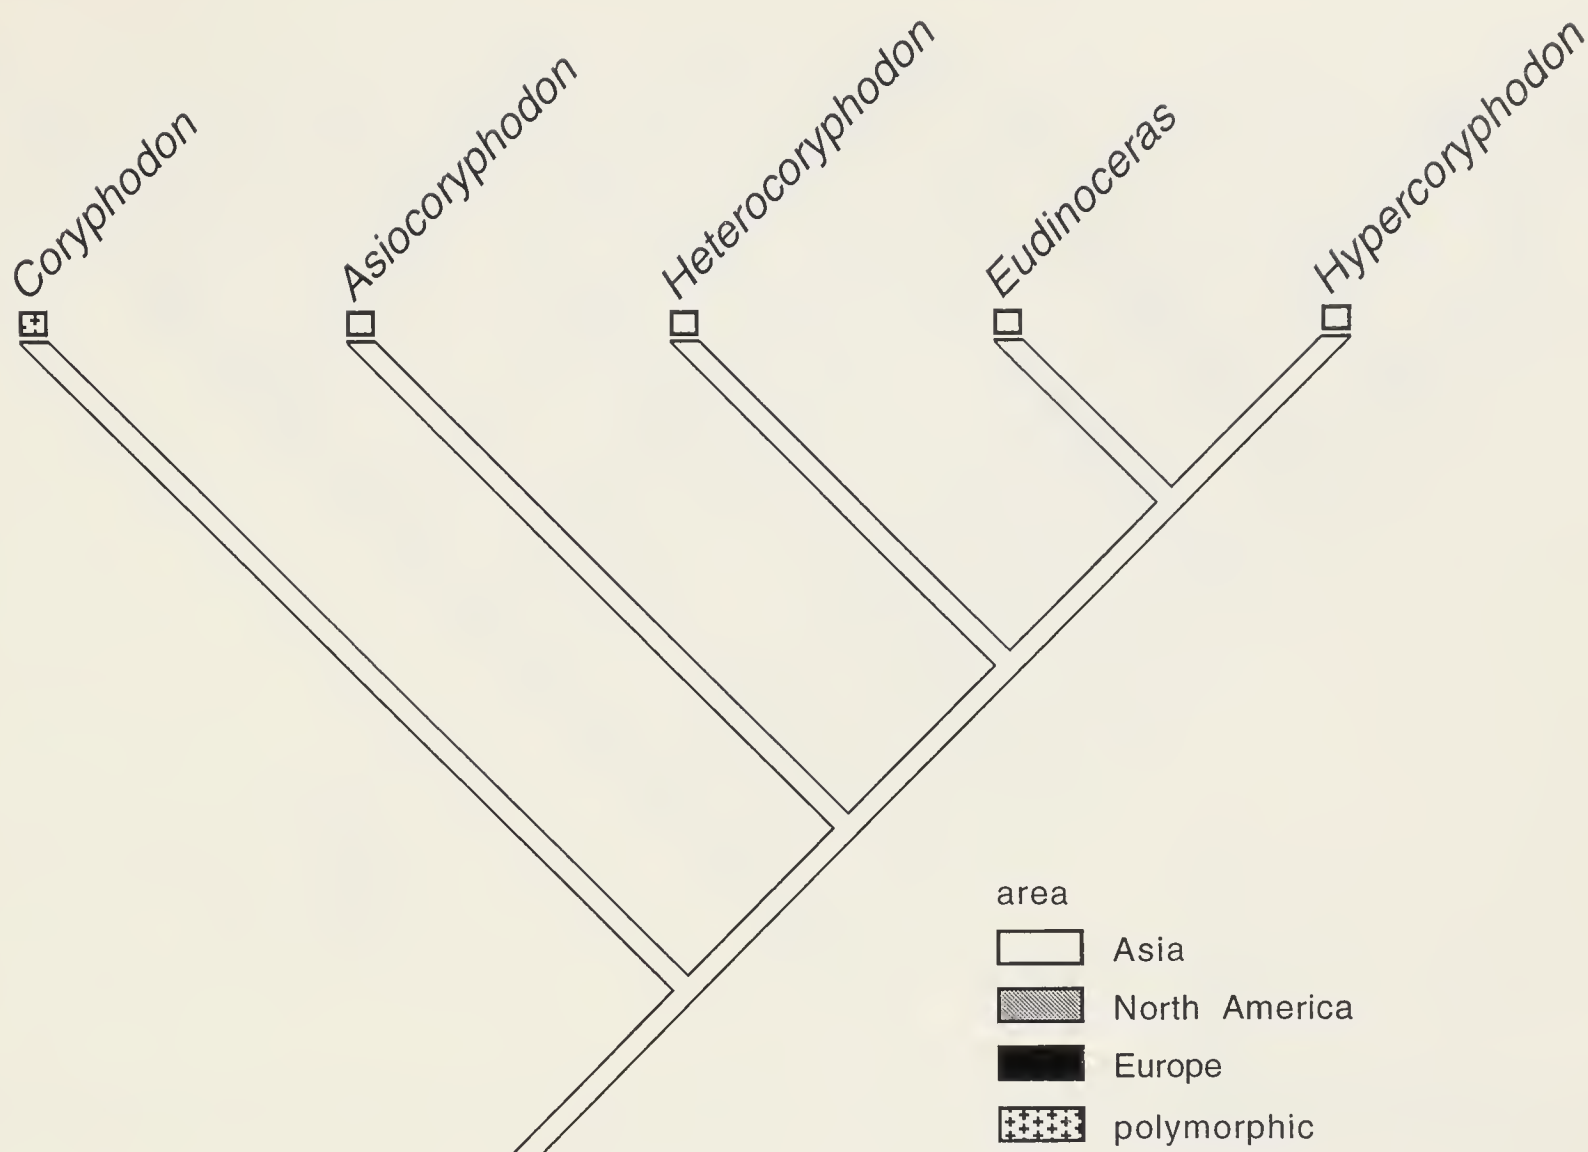 Coryphodon
Asiocoryphodon
Heterocoryphodon
Eudinoceras
Hypercoryphodon
area
Asia
North America
Europe
polymorphic